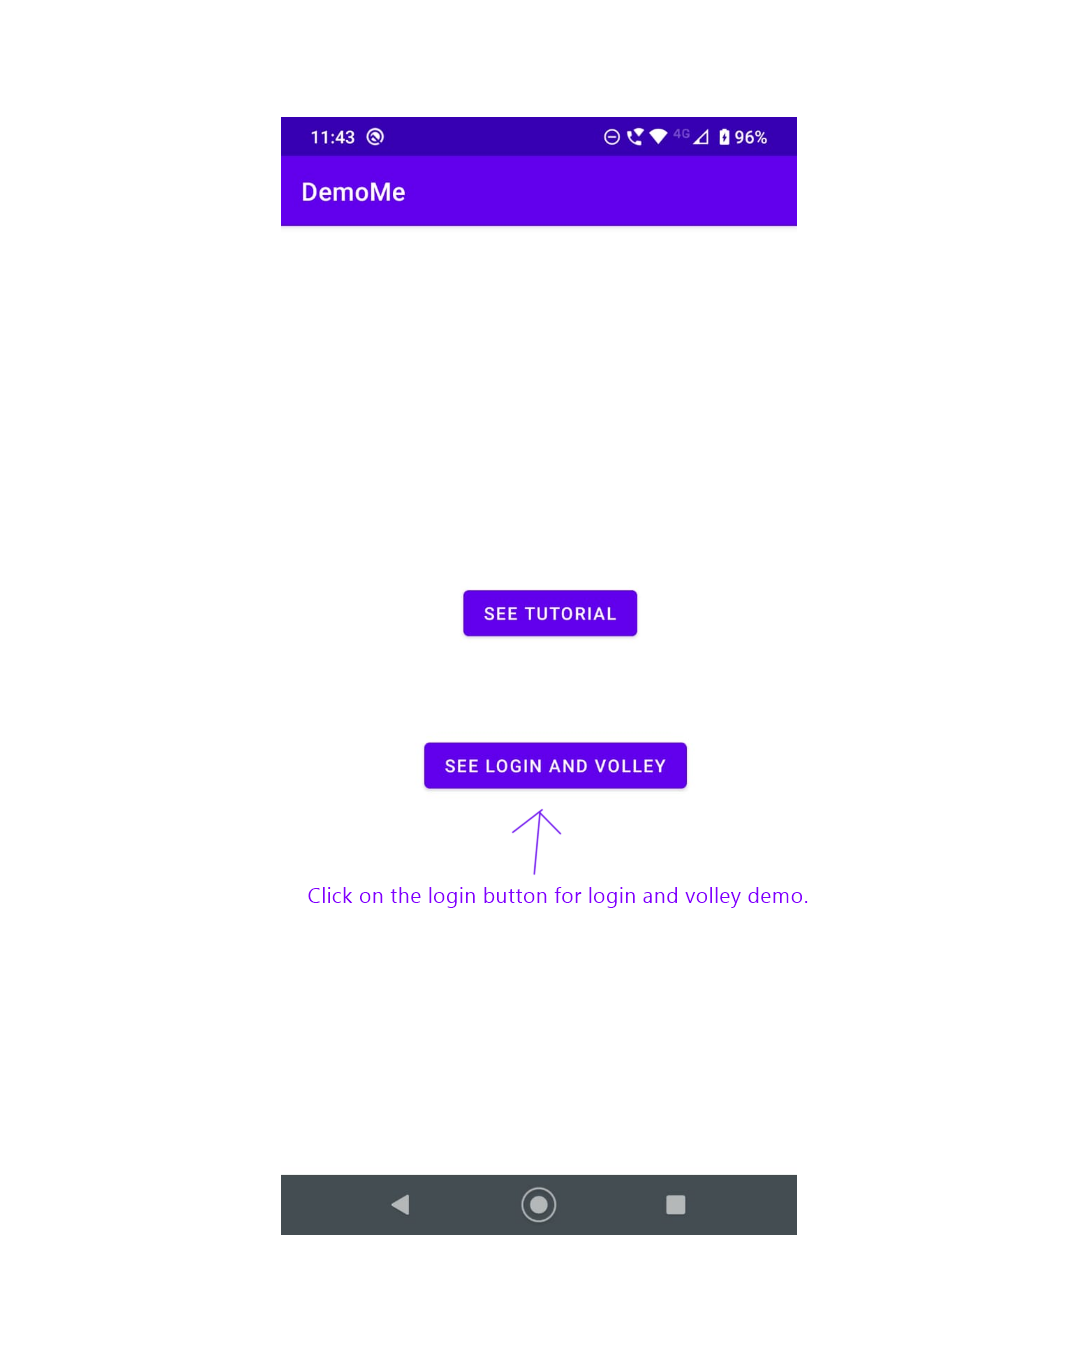 11:43 4G 96%
DemoMe
SEE TUTORIAL
SEE LOGIN AND VOLLEY
Click on the login button for login and volley demo.